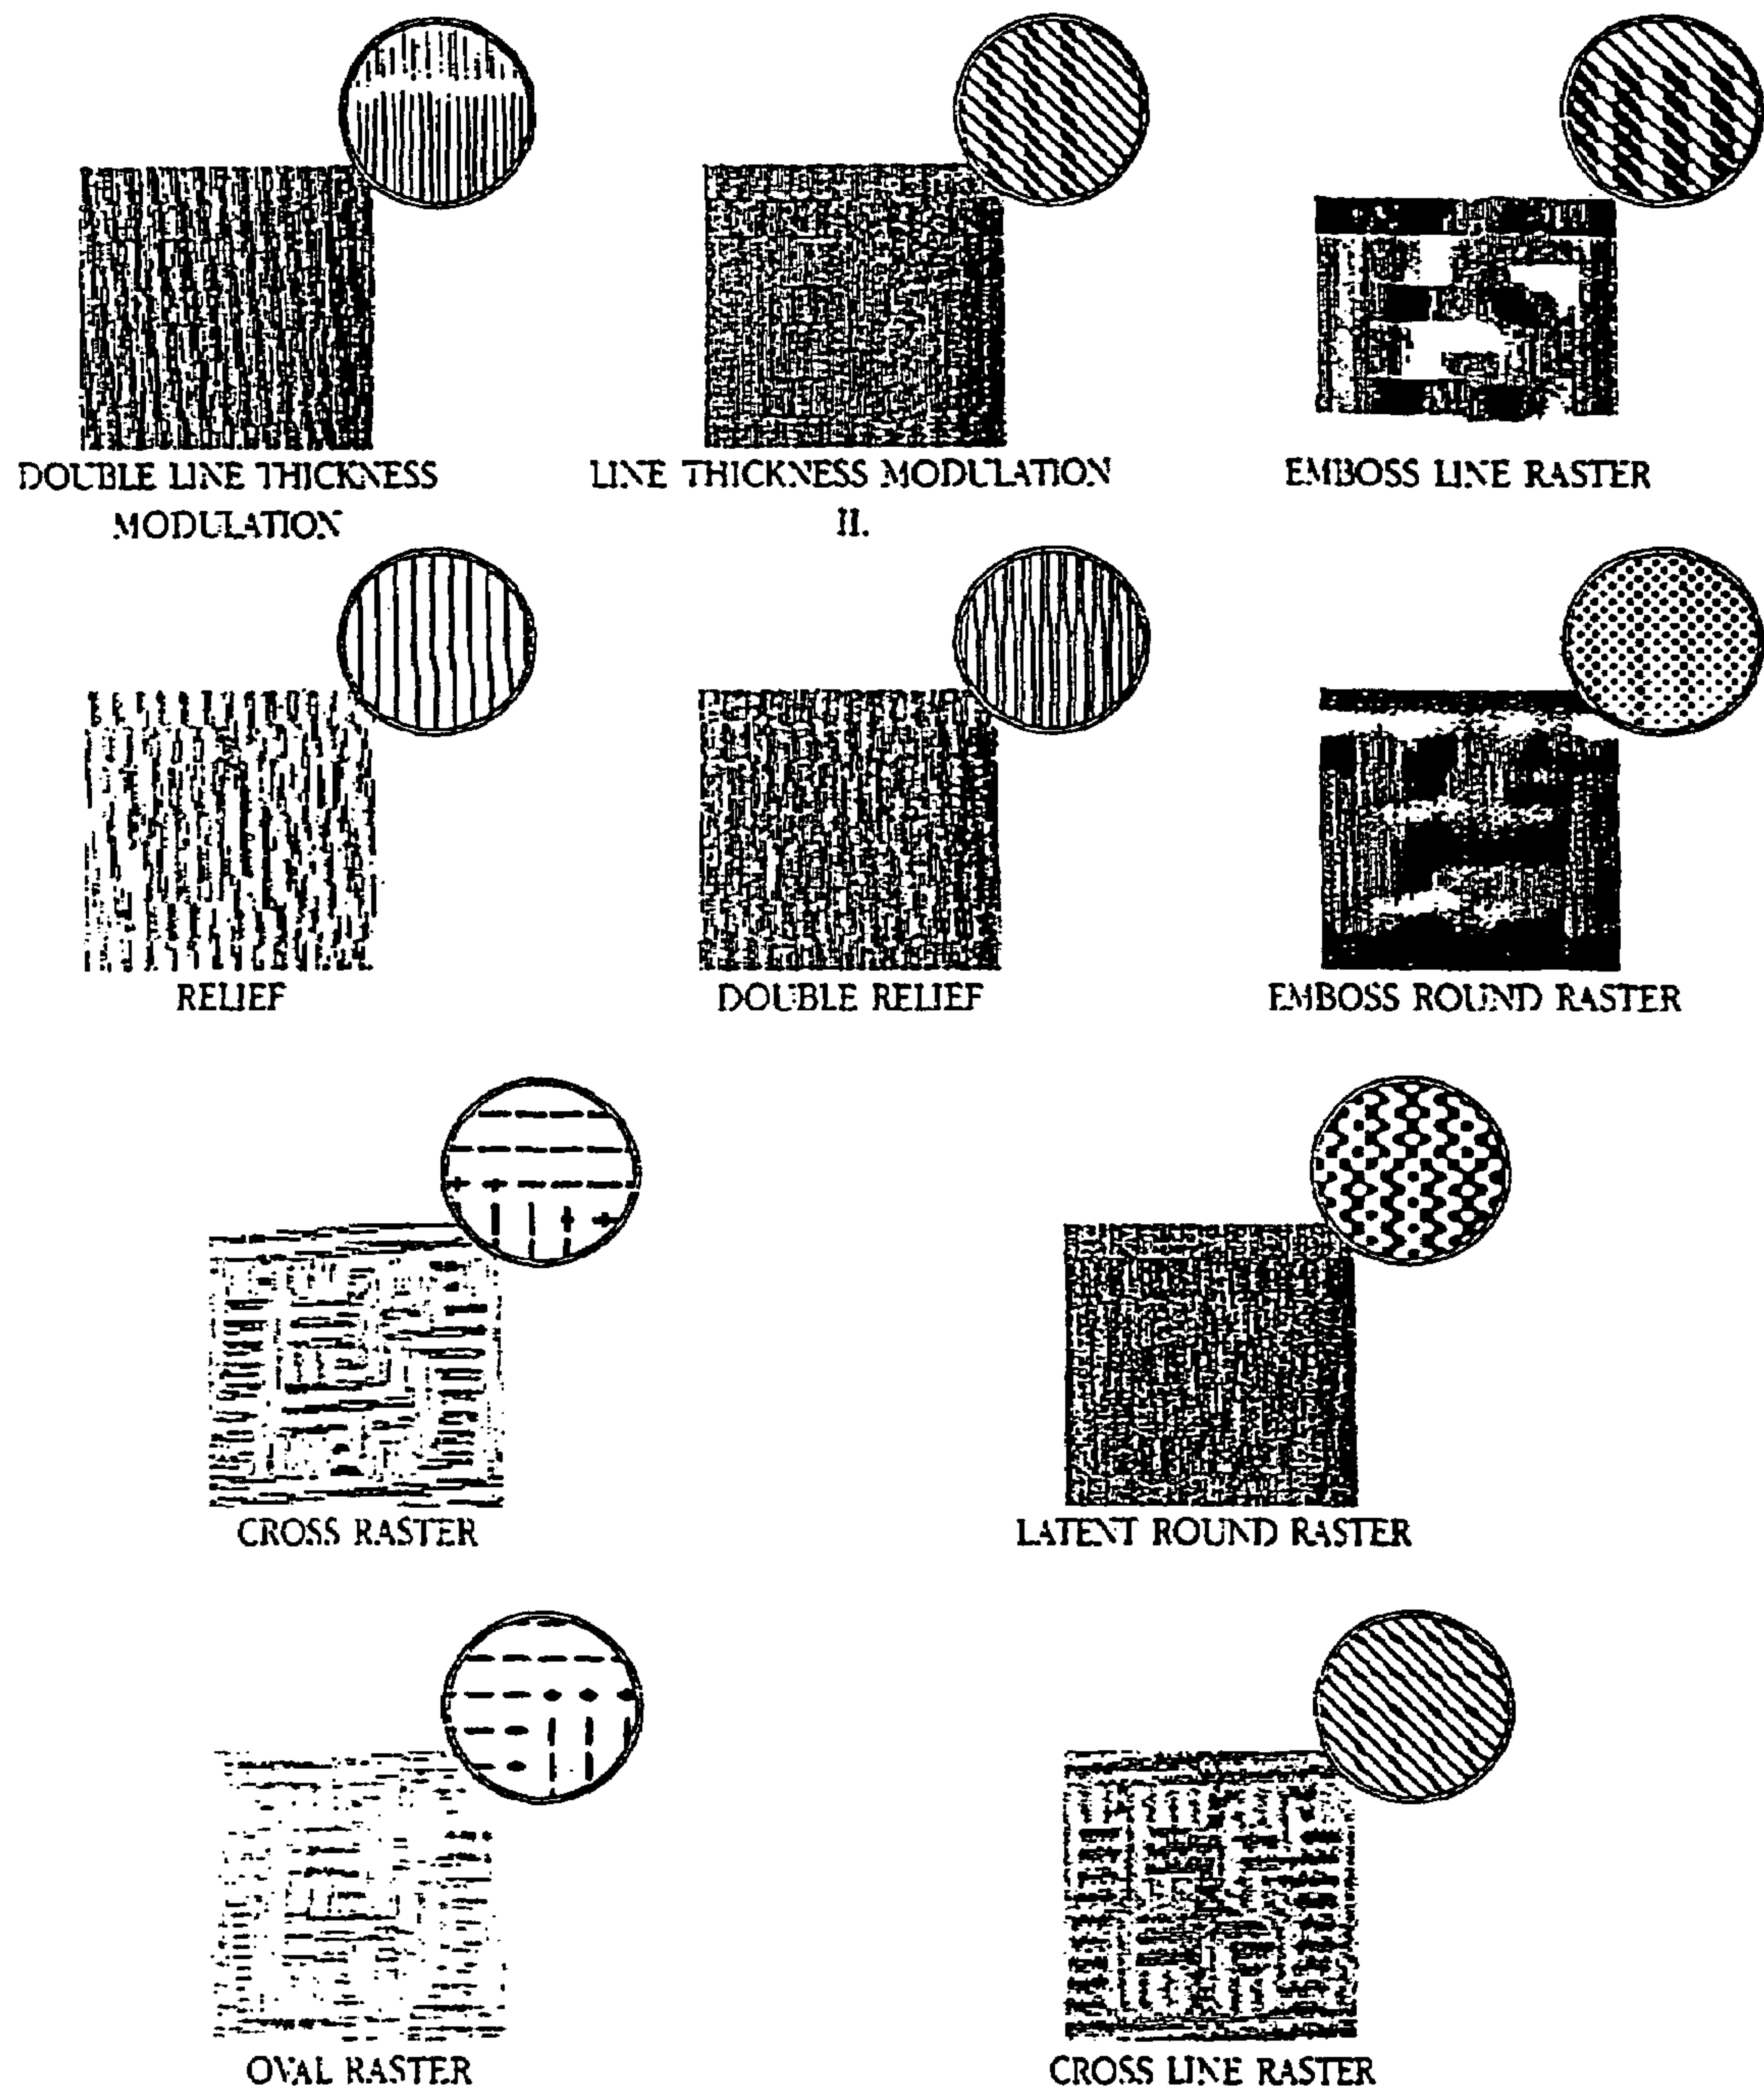 DOUBLE LINE THICKNESS
MODULATION
LINE THICKNESS MODULATION
II.
EMBOSS LINE RASTER
RELIEF
DOUBLE RELIEF
EMBOSS ROUND RASTER
CROSS RASTER
LATENT ROUND RASTER
OVAL RASTER
CROSS LINE RASTER